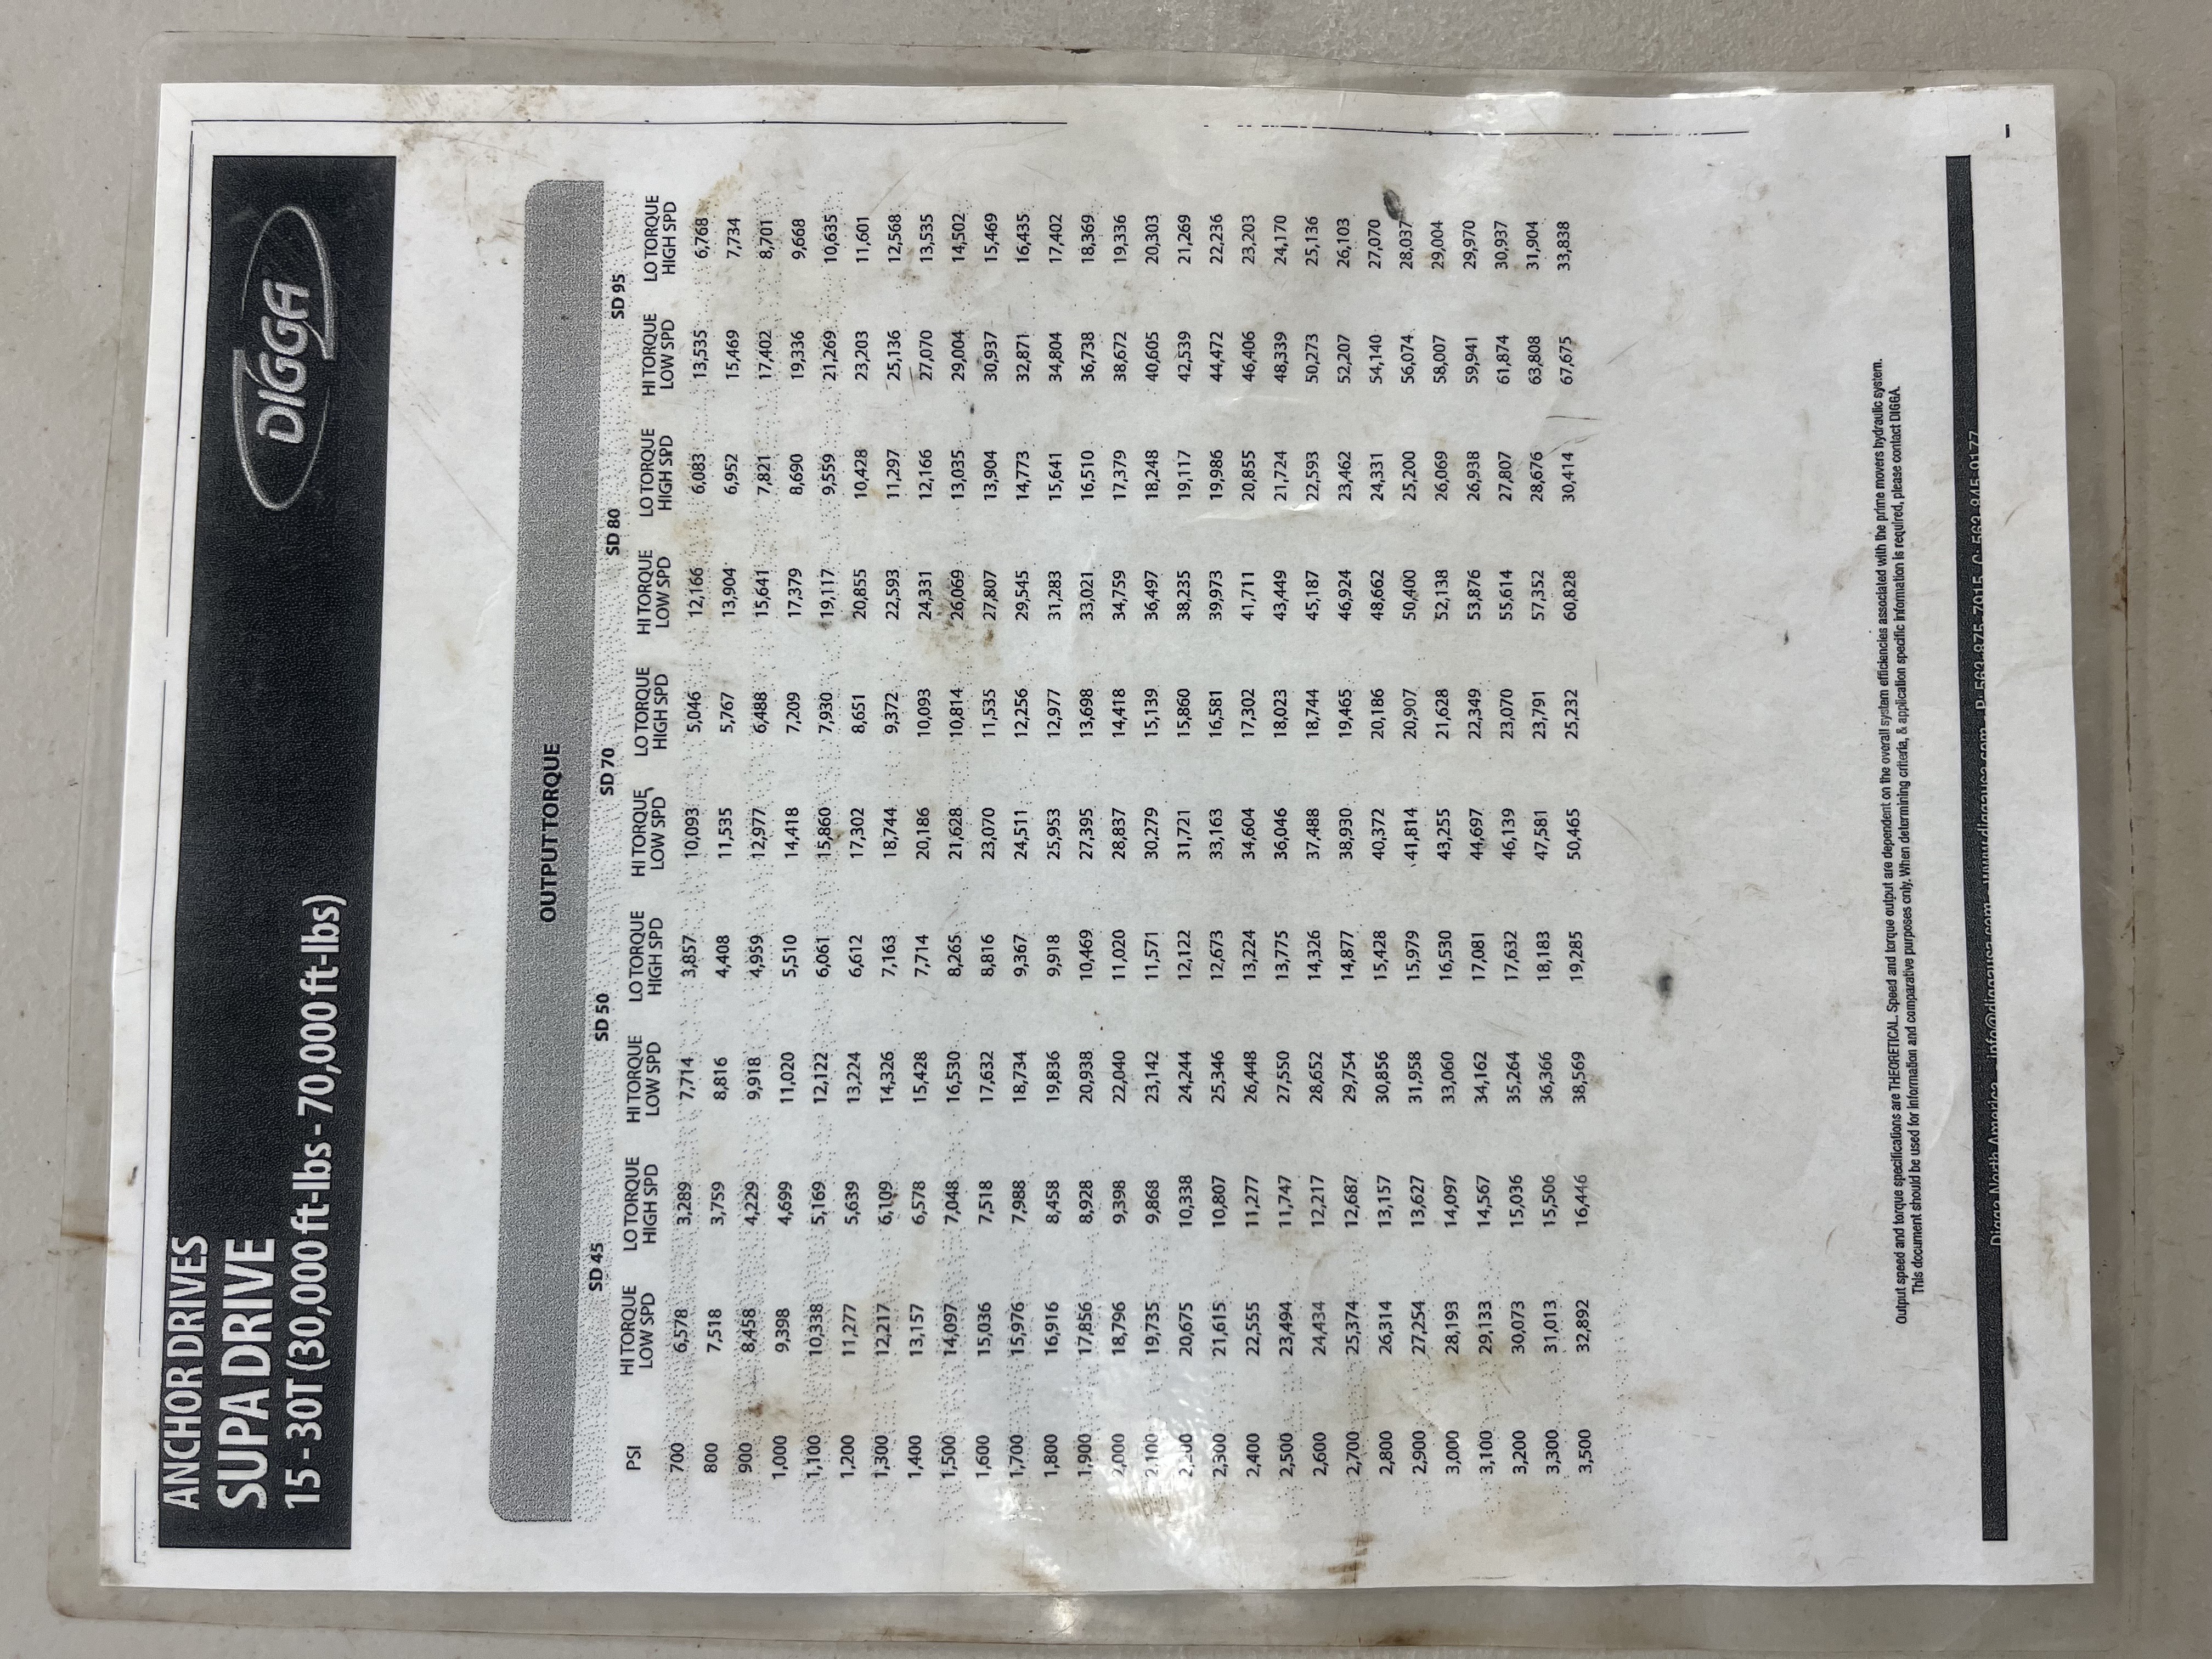 ANCHOR DRIVES
SUPA DRIVE
15 - 30T (30,000 ft-lbs - 70,000 ft-lbs)
DIGGA
OUTPUT TORQUE
SD 45 SD 50 SD 70 SD 80 SD 95
PSI HI TORQUE LO TORQUE HI TORQUE LO TORQUE HI TORQUE LO TORQUE HI TORQUE LO TORQUE HI TORQUE LO TORQUE
LOW SPD HIGH SPD LOW SPD HIGH SPD LOW SPD HIGH SPD LOW SPD HIGH SPD LOW SPD HIGH SPD
700 6,578 3,289 7,714 3,857 10,093 5,046 12,166 6,083 13,535 6,768
800 7,518 3,759 8,816 4,408 11,535 5,767 13,904 6,952 15,469 7,734
900 8,458 4,229 9,918 4,959 12,977 6,488 15,641 7,821 17,402 8,701
1,000 9,398 4,699 11,020 5,510 14,418 7,209 17,379 8,690 19,336 9,668
1,100 10,338 5,169 12,122 6,061 15,860 7,930 19,117 9,559 21,269 10,635
1,200 11,277 5,639 13,224 6,612 17,302 8,651 20,855 10,428 23,203 11,601
1,300 12,217 6,109 14,326 7,163 18,744 9,372 22,593 11,297 25,136 12,568
1,400 13,157 6,578 15,428 7,714 20,186 10,093 24,331 12,166 27,070 13,535
1,500 14,097 7,048 16,530 8,265 21,628 10,814 26,069 13,035 29,004 14,502
1,600 15,036 7,518 17,632 8,816 23,070 11,535 27,807 13,904 30,937 15,469
1,700 15,976 7,988 18,734 9,367 24,511 12,256 29,545 14,773 32,871 16,435
1,800 16,916 8,458 19,836 9,918 25,953 12,977 31,283 15,641 34,804 17,402
1,900 17,856 8,928 20,938 10,469 27,395 13,698 33,021 16,510 36,738 18,369
2,000 18,796 9,398 22,040 11,020 28,837 14,418 34,759 17,379 38,672 19,336
2,100 19,735 9,868 23,142 11,571 30,279 15,139 36,497 18,248 40,605 20,303
2,200 20,675 10,338 24,244 12,122 31,721 15,860 38,235 19,117 42,539 21,269
2,300 21,615 10,807 25,346 12,673 33,163 16,581 39,973 19,986 44,472 22,236
2,400 22,555 11,277 26,448 13,224 34,604 17,302 41,711 20,855 46,406 23,203
2,500 23,494 11,747 27,550 13,775 36,046 18,023 43,449 21,724 48,339 24,170
2,600 24,434 12,217 28,652 14,326 37,488 18,744 45,187 22,593 50,273 25,136
2,700 25,374 12,687 29,754 14,877 38,930 19,465 46,924 23,462 52,207 26,103
2,800 26,314 13,157 30,856 15,428 40,372 20,186 48,662 24,331 54,140 27,070
2,900 27,254 13,627 31,958 15,979 41,814 20,907 50,400 25,200 56,074 28,037
3,000 28,193 14,097 33,060 16,530 43,255 21,628 52,138 26,069 58,007 29,004
3,100 29,133 14,567 34,162 17,081 44,697 22,349 53,876 26,938 59,941 29,970
3,200 30,073 15,036 35,264 17,632 46,139 23,070 55,614 27,807 61,874 30,937
3,300 31,013 15,506 36,366 18,183 47,581 23,791 57,352 28,676 63,808 31,904
3,500 32,892 16,446 38,569 19,285 50,465 25,232 60,828 30,414 67,675 33,838
Output speed and torque specifications are THEORETICAL. Speed and torque output are dependent on the overall system efficiencies associated with the prime movers hydraulic system.
This document should be used for information and comparative purposes only. When determining criteria, & application specific information is required, please contact DIGGA.
Digga North America